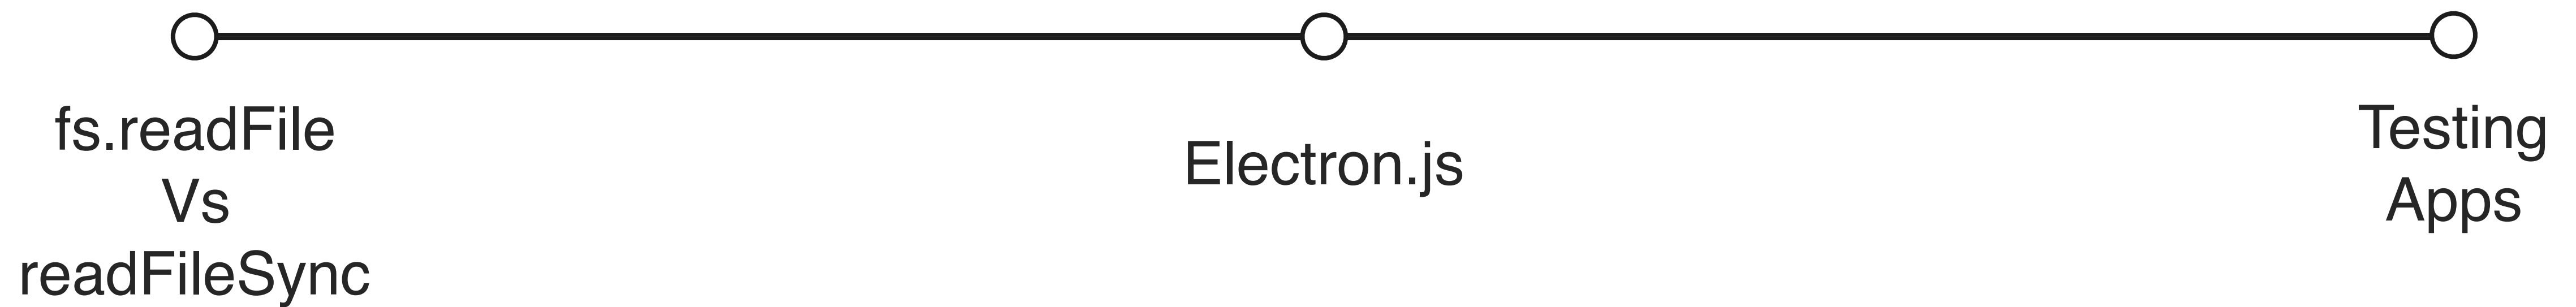 fs.readFile
Vs
readFileSync
Electron.js
Testing
Apps